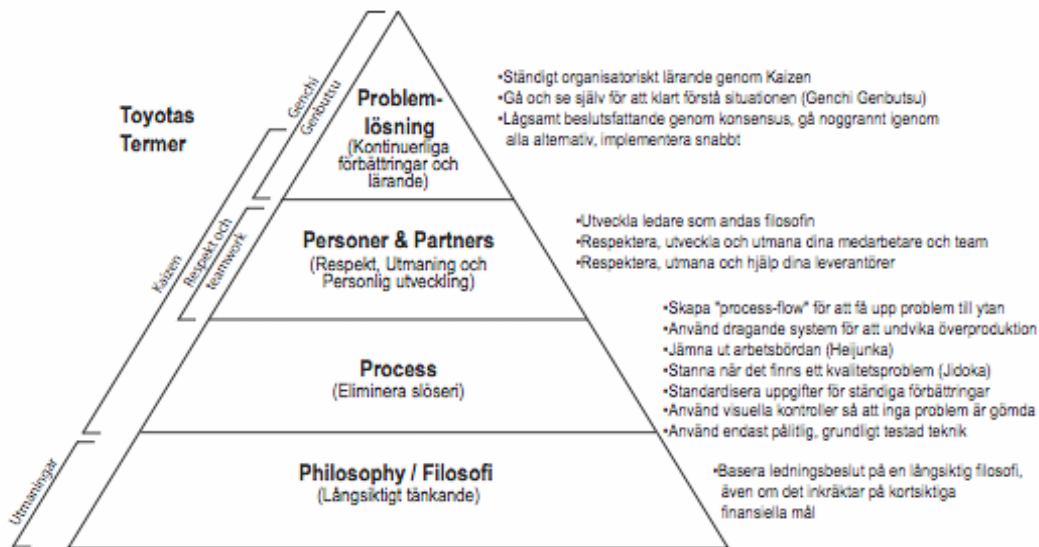 Toyotas
Termer
Genchi
Genbutsu
Kaizen
Respekt och
teamwork
Utmaningar
Problem-
lösning
(Kontinuerliga
förbättringar och
lärande)
•Ständigt organisatoriskt lärande genom Kaizen
•Gå och se själv för att klart förstå situationen (Genchi Genbutsu)
•Lågsamt beslutsfattande genom konsensus, gå noggrannt igenom
alla alternativ, implementera snabbt
Personer & Partners
(Respekt, Utmaning och
Personlig utveckling)
•Utveckla ledare som andas filosofin
•Respektera, utveckla och utmana dina medarbetare och team
•Respektera, utmana och hjälp dina leverantörer
Process
(Eliminera slöseri)
•Skapa "process-flow" för att få upp problem till ytan
•Använd dragande system för att undvika överproduktion
•Jämna ut arbetsbördan (Heijunka)
•Stanna när det finns ett kvalitetsproblem (Jidoka)
•Standardisera uppgifter för ständiga förbättringar
•Använd visuella kontroller så att inga problem är gömda
•Använd endast pålitlig, grundligt testad teknik
Philosophy / Filosofi
(Långsiktigt tänkande)
•Basera ledningsbeslut på en långsiktig filosofi,
även om det inkräktar på kortsiktiga
finansiella mål